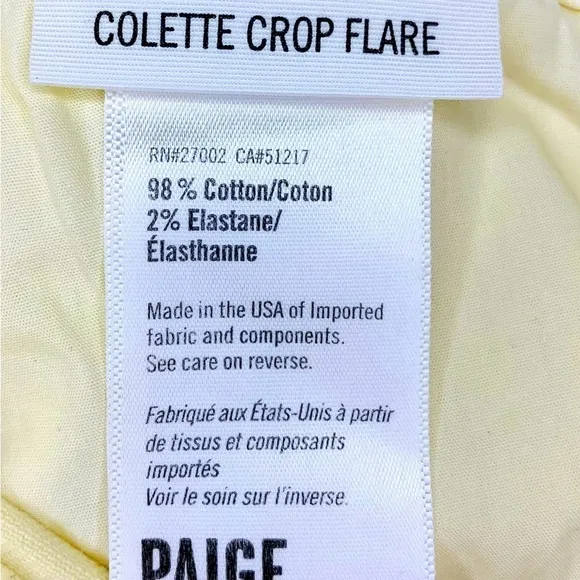 COLETTE CROP FLARE
RN#27002 CA#51217
98 % Cotton/Coton
2% Elastane/
Élasthanne
Made in the USA of Imported
fabric and components.
See care on reverse.
Fabriqué aux États-Unis à partir
de tissus et composants
importés
Voir le soin sur l'inverse.
PAIGE